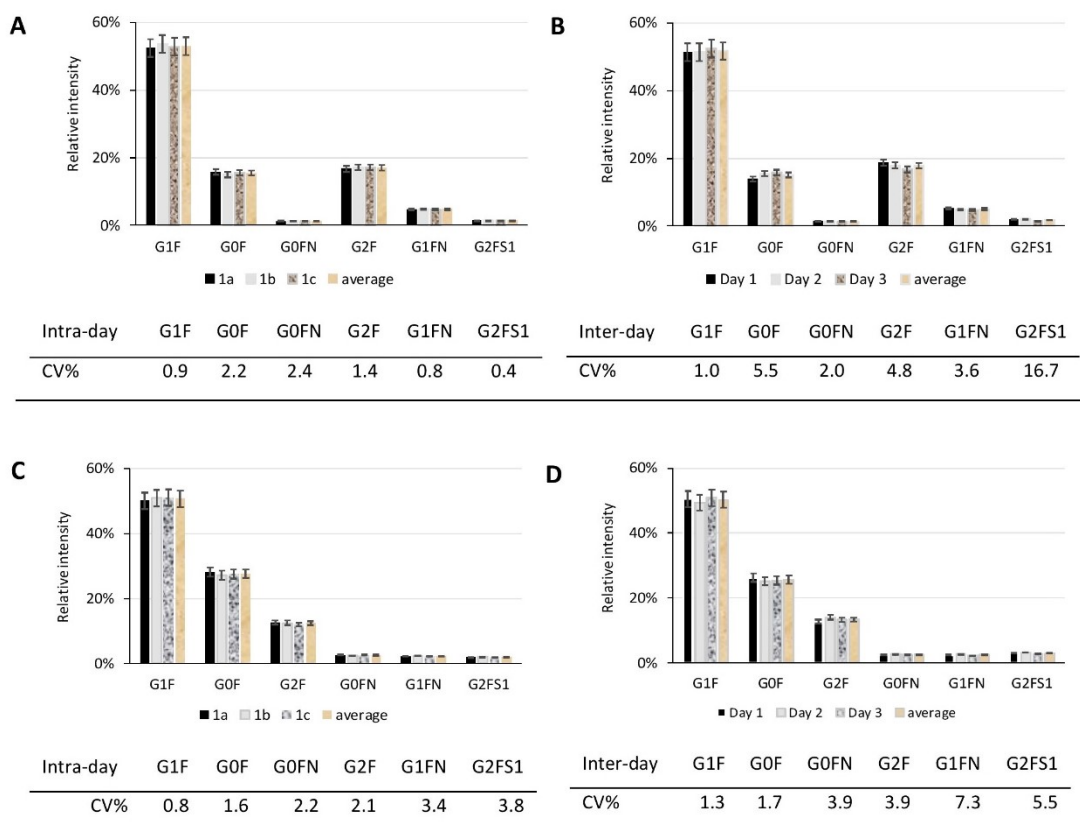 A
Relative intensity
60%
40%
20%
0%
G1F G0F G0FN G2F G1FN G2FS1
1a 1b 1c average
Intra-day G1F G0F G0FN G2F G1FN G2FS1
CV% 0.9 2.2 2.4 1.4 0.8 0.4
B
Relative intensity
60%
40%
20%
0%
G1F G0F G0FN G2F G1FN G2FS1
Day 1 Day 2 Day 3 average
Inter-day G1F G0F G0FN G2F G1FN G2FS1
CV% 1.0 5.5 2.0 4.8 3.6 16.7
C
Relative intensity
60%
40%
20%
0%
G1F G0F G2F G0FN G1FN G2FS1
1a 1b 1c average
Intra-day G1F G0F G0FN G2F G1FN G2FS1
CV% 0.8 1.6 2.2 2.1 3.4 3.8
D
Relative intensity
60%
40%
20%
0%
G1F G0F G2F G0FN G1FN G2FS1
Day 1 Day 2 Day 3 average
Inter-day G1F G0F G0FN G2F G1FN G2FS1
CV% 1.3 1.7 3.9 3.9 7.3 5.5